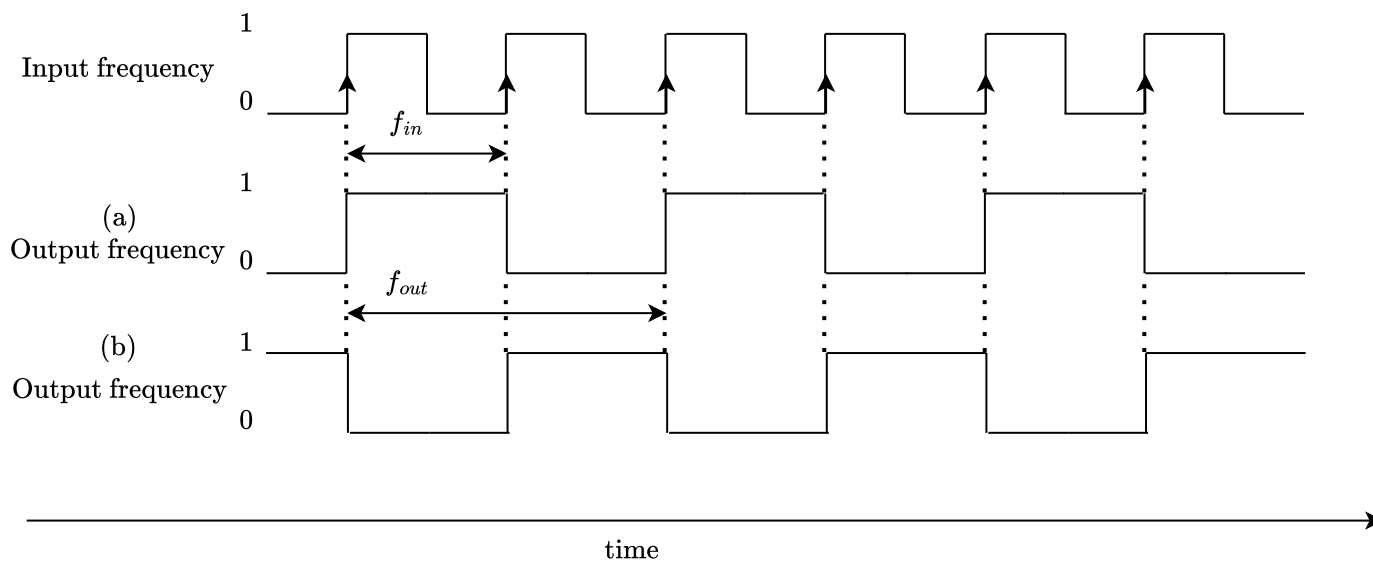 1
Input frequency
0
f_in
1
(a)
Output frequency
0
f_out
1
(b)
Output frequency
0
time